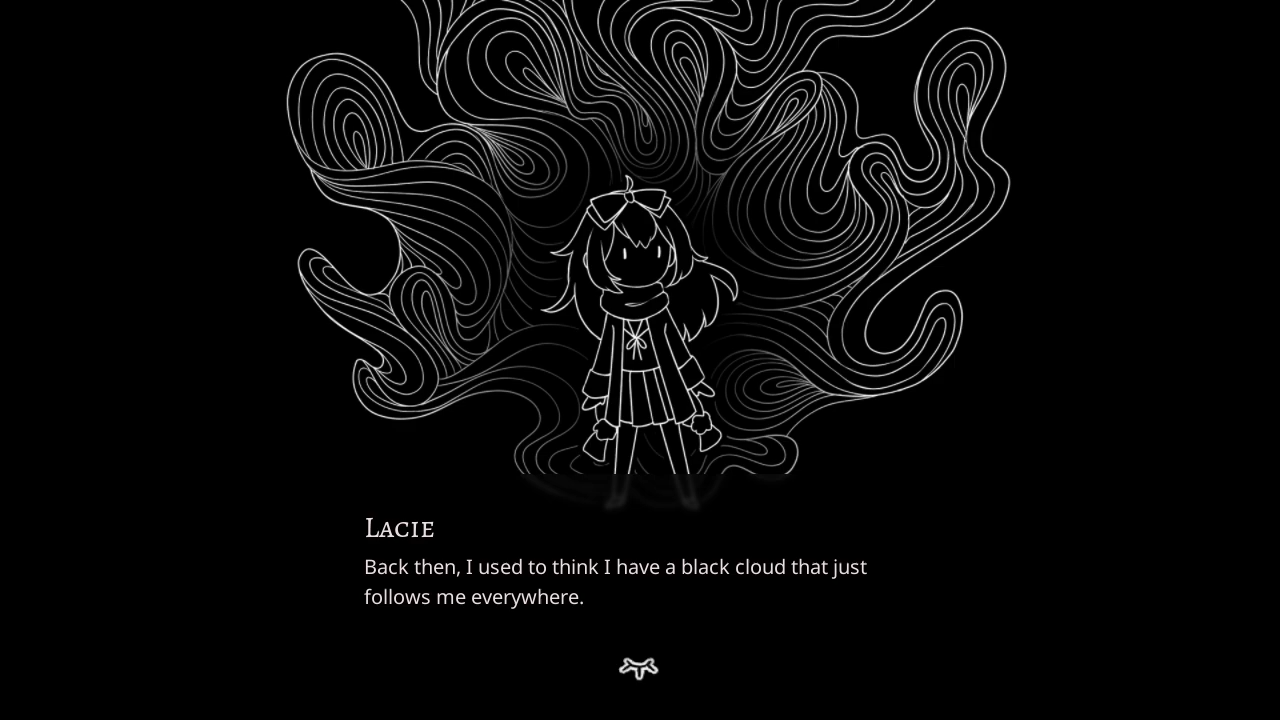 Lacie
Back then, I used to think I have a black cloud that just
follows me everywhere.